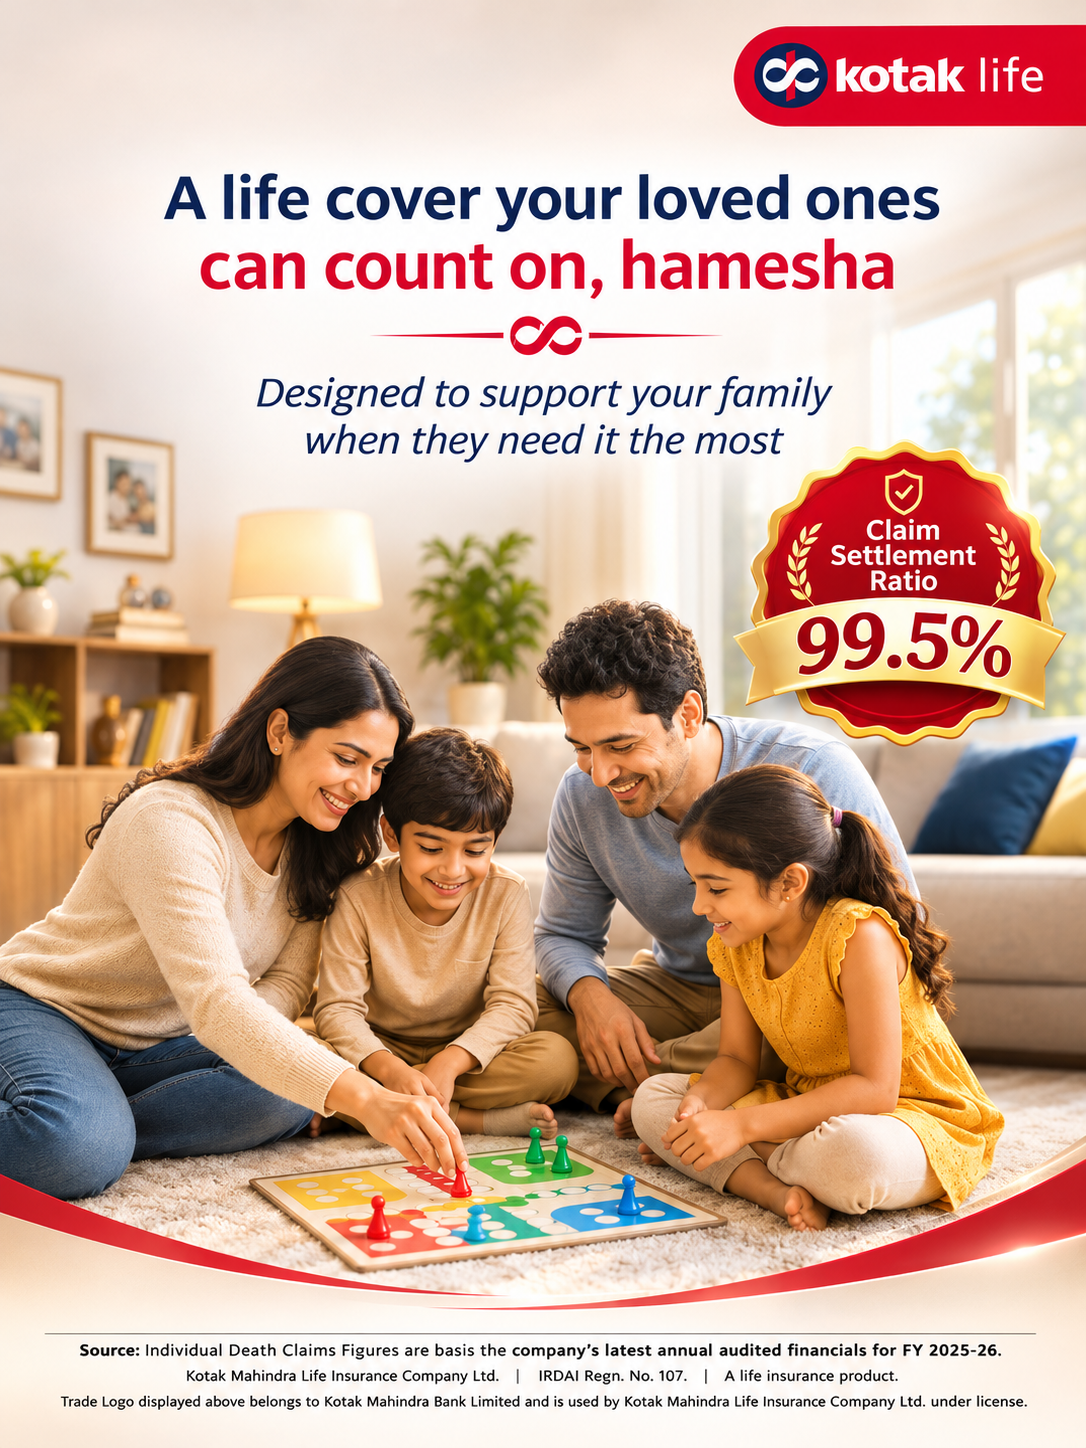 kotak life
A life cover your loved ones
can count on, hamesha
Designed to support your family
when they need it the most
Claim
Settlement
Ratio
99.5%
Source: Individual Death Claims Figures are basis the company's latest annual audited financials for FY 2025-26.
Kotak Mahindra Life Insurance Company Ltd. | IRDAI Regn. No. 107. | A life insurance product.
Trade Logo displayed above belongs to Kotak Mahindra Bank Limited and is used by Kotak Mahindra Life Insurance Company Ltd. under license.